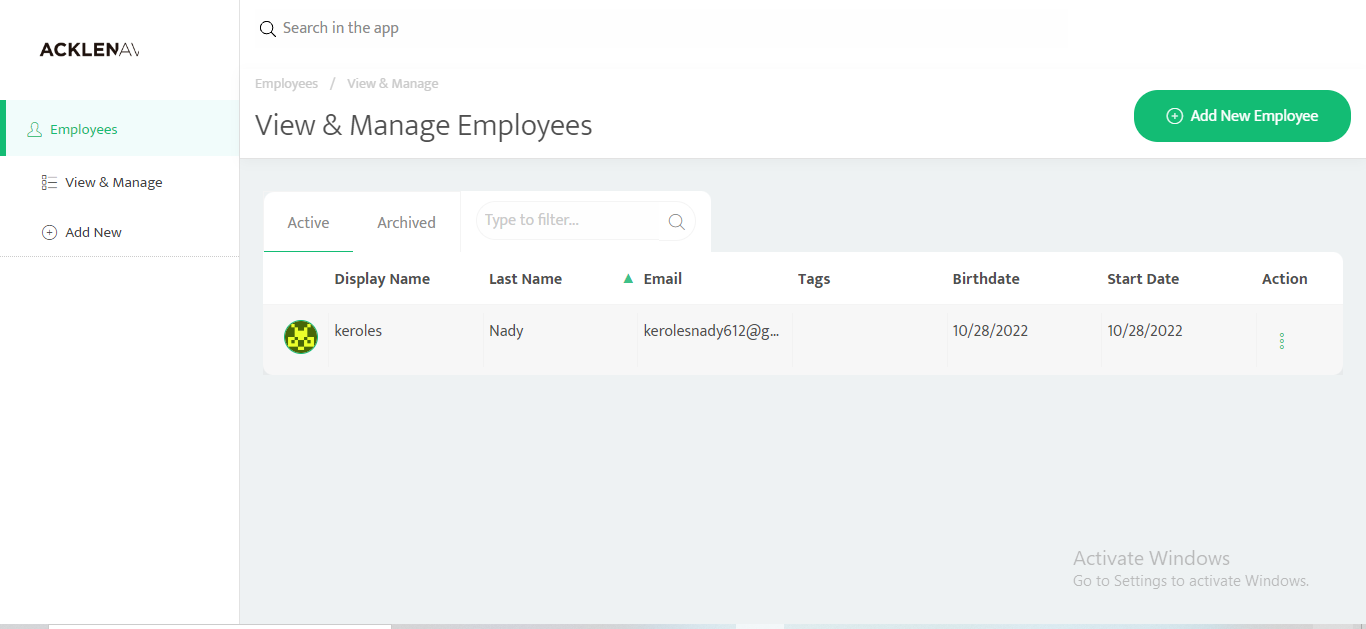 Search in the app
ACKLENAV
Employees / View & Manage
View & Manage Employees
Add New Employee
Employees
View & Manage
Add New
Active Archived Type to filter...
Display Name Last Name Email Tags Birthdate Start Date Action
keroles Nady kerolesnady612@g... 10/28/2022 10/28/2022
Activate Windows
Go to Settings to activate Windows.